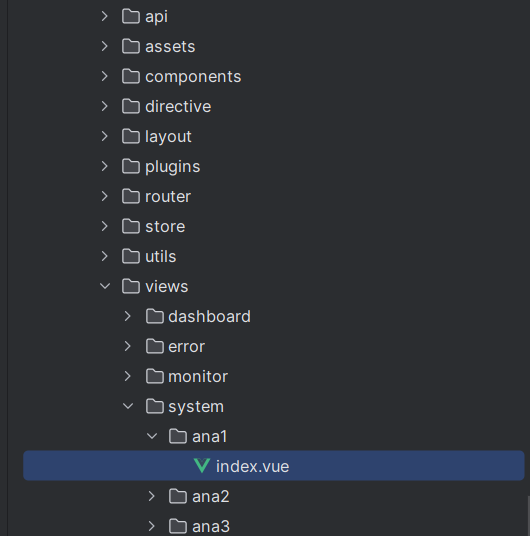 api
assets
components
directive
layout
plugins
router
store
utils
views
dashboard
error
monitor
system
ana1
index.vue
ana2
ana3